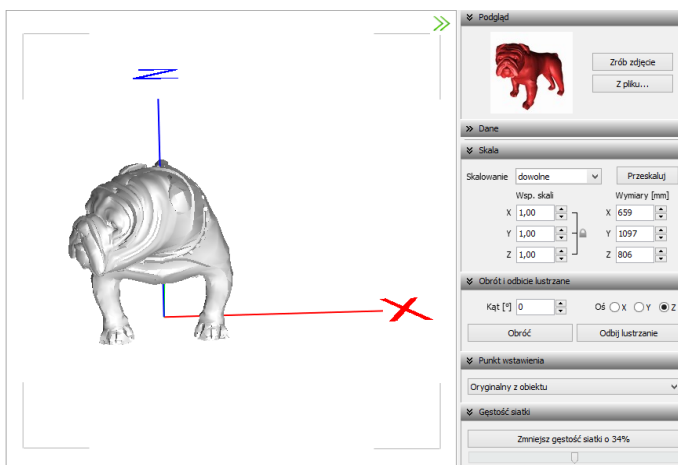 Podgląd
Zrób zdjęcie
Z pliku...
Dane
Skala
Skalowanie dowolne Przeskaluj
Wsp. skali Wymiary [mm]
X 1,00 X 659
Y 1,00 Y 1097
Z 1,00 Z 806
Obrót i odbicie lustrzane
Kąt [°] 0 Oś X Y Z
Obróć Odbij lustrzanie
Punkt wstawienia
Oryginalny z obiektu
Gęstość siatki
Zmniejsz gęstość siatki o 34%
Z
X